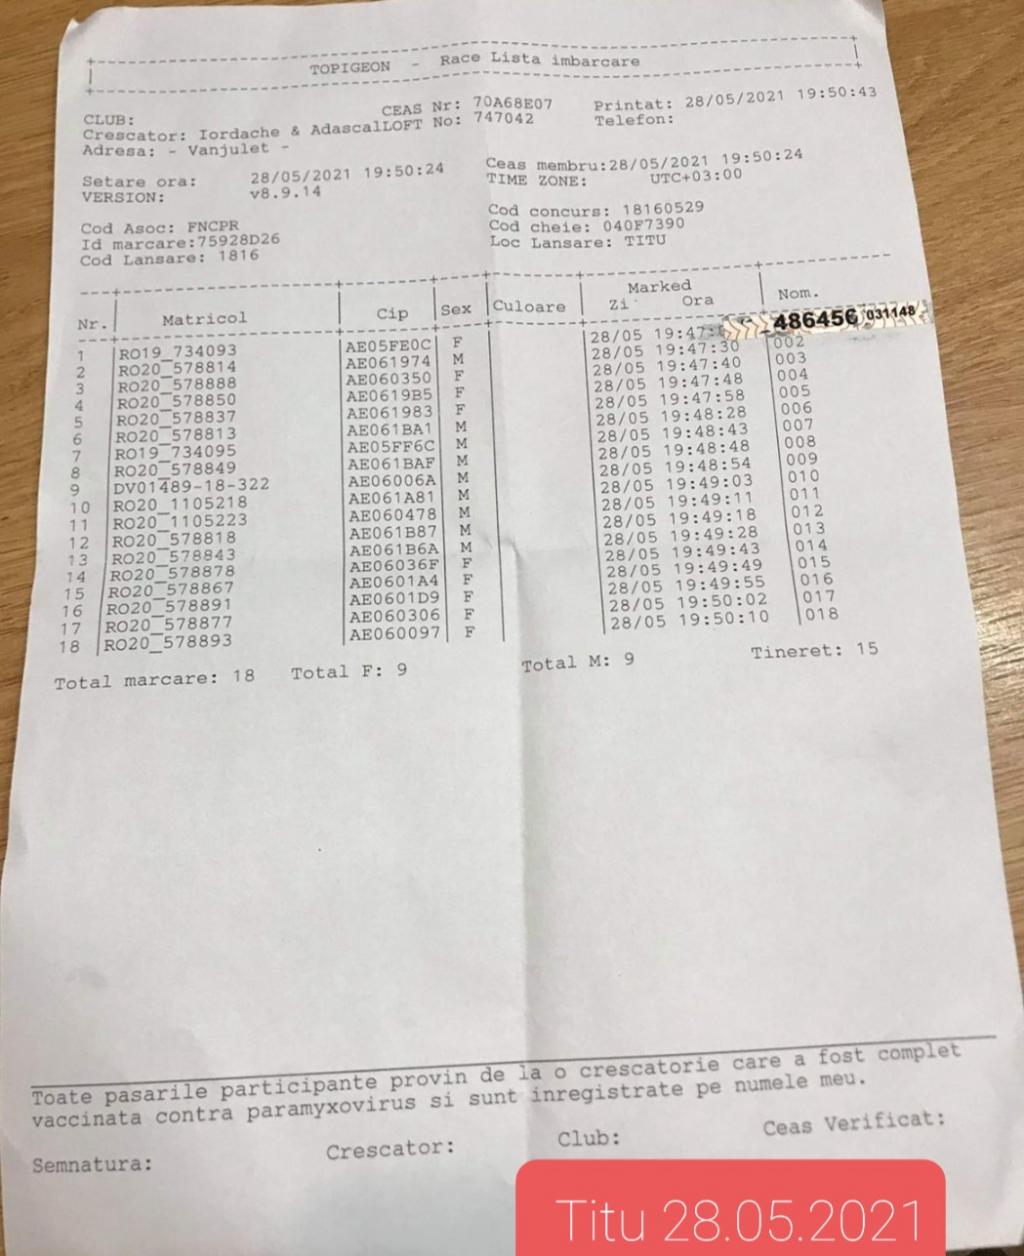 TOPIGEON - Race Lista imbarcare
CLUB: CEAS Nr: 70A68E07 Printat: 28/05/2021 19:50:43
Crescator: Iordache & AdascalLOFT No: 747042 Telefon:
Adresa: - Vanjulet -
Setare ora: 28/05/2021 19:50:24 Ceas membru:28/05/2021 19:50:24
VERSION: v8.9.14 TIME ZONE: UTC+03:00
Cod Asoc: FNCPR Cod concurs: 18160529
Id marcare:75928D26 Cod cheie: 040F7390
Cod Lansare: 1816 Loc Lansare: TITU
Marked
Nr. Matricol Cip Sex Culoare Zi Ora Nom.
486456 031148
1 RO19_734093 AE05FE0C F 28/05 19:47:
2 RO20_578814 AE061974 M 28/05 19:47:30 002
3 RO20_578888 AE060350 F 28/05 19:47:40 003
4 RO20_578850 AE0619B5 F 28/05 19:47:48 004
5 RO20_578837 AE061983 F 28/05 19:47:58 005
6 RO20_578813 AE061BA1 M 28/05 19:48:28 006
7 RO19_734095 AE05FF6C M 28/05 19:48:43 007
8 RO20_578849 AE061BAF M 28/05 19:48:48 008
9 DV01489-18-322 AE06006A M 28/05 19:48:54 009
10 RO20_1105218 AE061A81 M 28/05 19:49:03 010
11 RO20_1105223 AE060478 M 28/05 19:49:11 011
12 RO20_578818 AE061B87 M 28/05 19:49:18 012
13 RO20_578843 AE061B6A M 28/05 19:49:28 013
14 RO20_578878 AE06036F F 28/05 19:49:43 014
15 RO20_578867 AE0601A4 F 28/05 19:49:49 015
16 RO20_578891 AE0601D9 F 28/05 19:49:55 016
17 RO20_578877 AE060306 F 28/05 19:50:02 017
18 RO20_578893 AE060097 F 28/05 19:50:10 018
Total marcare: 18 Total F: 9 Total M: 9 Tineret: 15
Toate pasarile participante provin de la o crescatorie care a fost complet
vaccinata contra paramyxovirus si sunt inregistrate pe numele meu.
Semnatura: Crescator: Club: Ceas Verificat:
Titu 28.05.2021